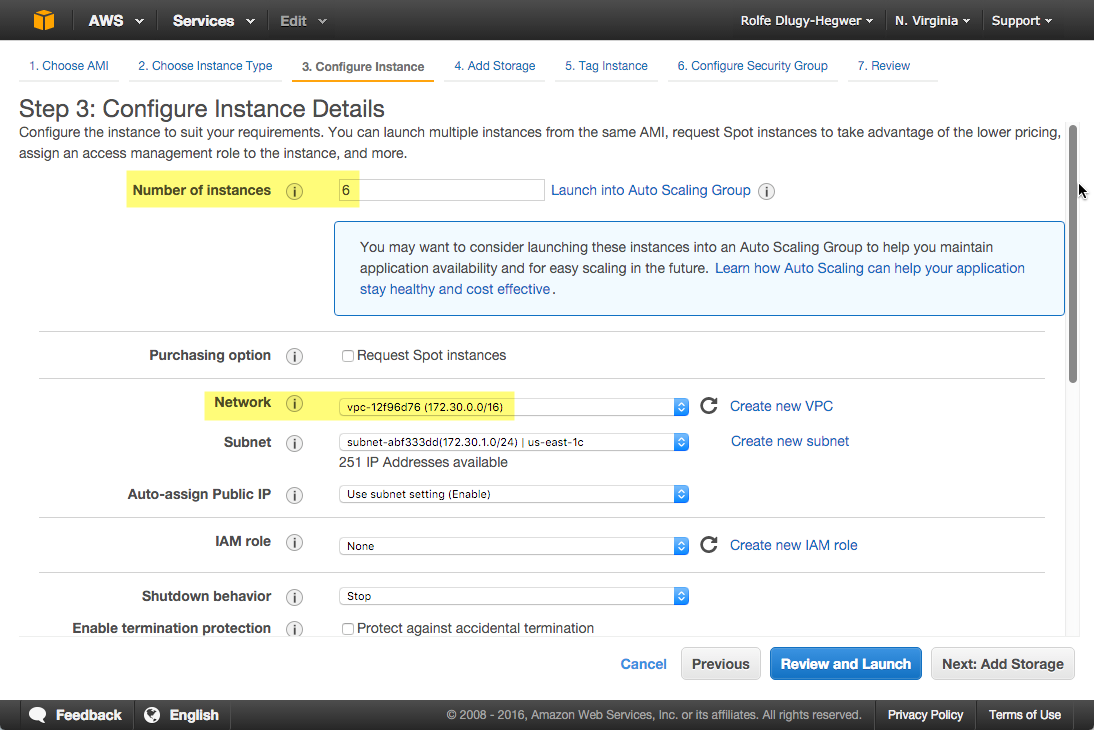 AWS Services Edit Rolfe Dlugy-Hegwer N. Virginia Support
1. Choose AMI 2. Choose Instance Type 3. Configure Instance 4. Add Storage 5. Tag Instance 6. Configure Security Group 7. Review
Step 3: Configure Instance Details
Configure the instance to suit your requirements. You can launch multiple instances from the same AMI, request Spot instances to take advantage of the lower pricing,
assign an access management role to the instance, and more.
Number of instances i 6 Launch into Auto Scaling Group i
You may want to consider launching these instances into an Auto Scaling Group to help you maintain
application availability and for easy scaling in the future. Learn how Auto Scaling can help your application
stay healthy and cost effective.
Purchasing option i Request Spot instances
Network i vpc-12f96d76 (172.30.0.0/16) Create new VPC
Subnet i subnet-abf333dd(172.30.1.0/24) | us-east-1c Create new subnet
251 IP Addresses available
Auto-assign Public IP i Use subnet setting (Enable)
IAM role i None Create new IAM role
Shutdown behavior i Stop
Enable termination protection i Protect against accidental termination
Cancel Previous Review and Launch Next: Add Storage
Feedback English © 2008 - 2016, Amazon Web Services, Inc. or its affiliates. All rights reserved. Privacy Policy Terms of Use